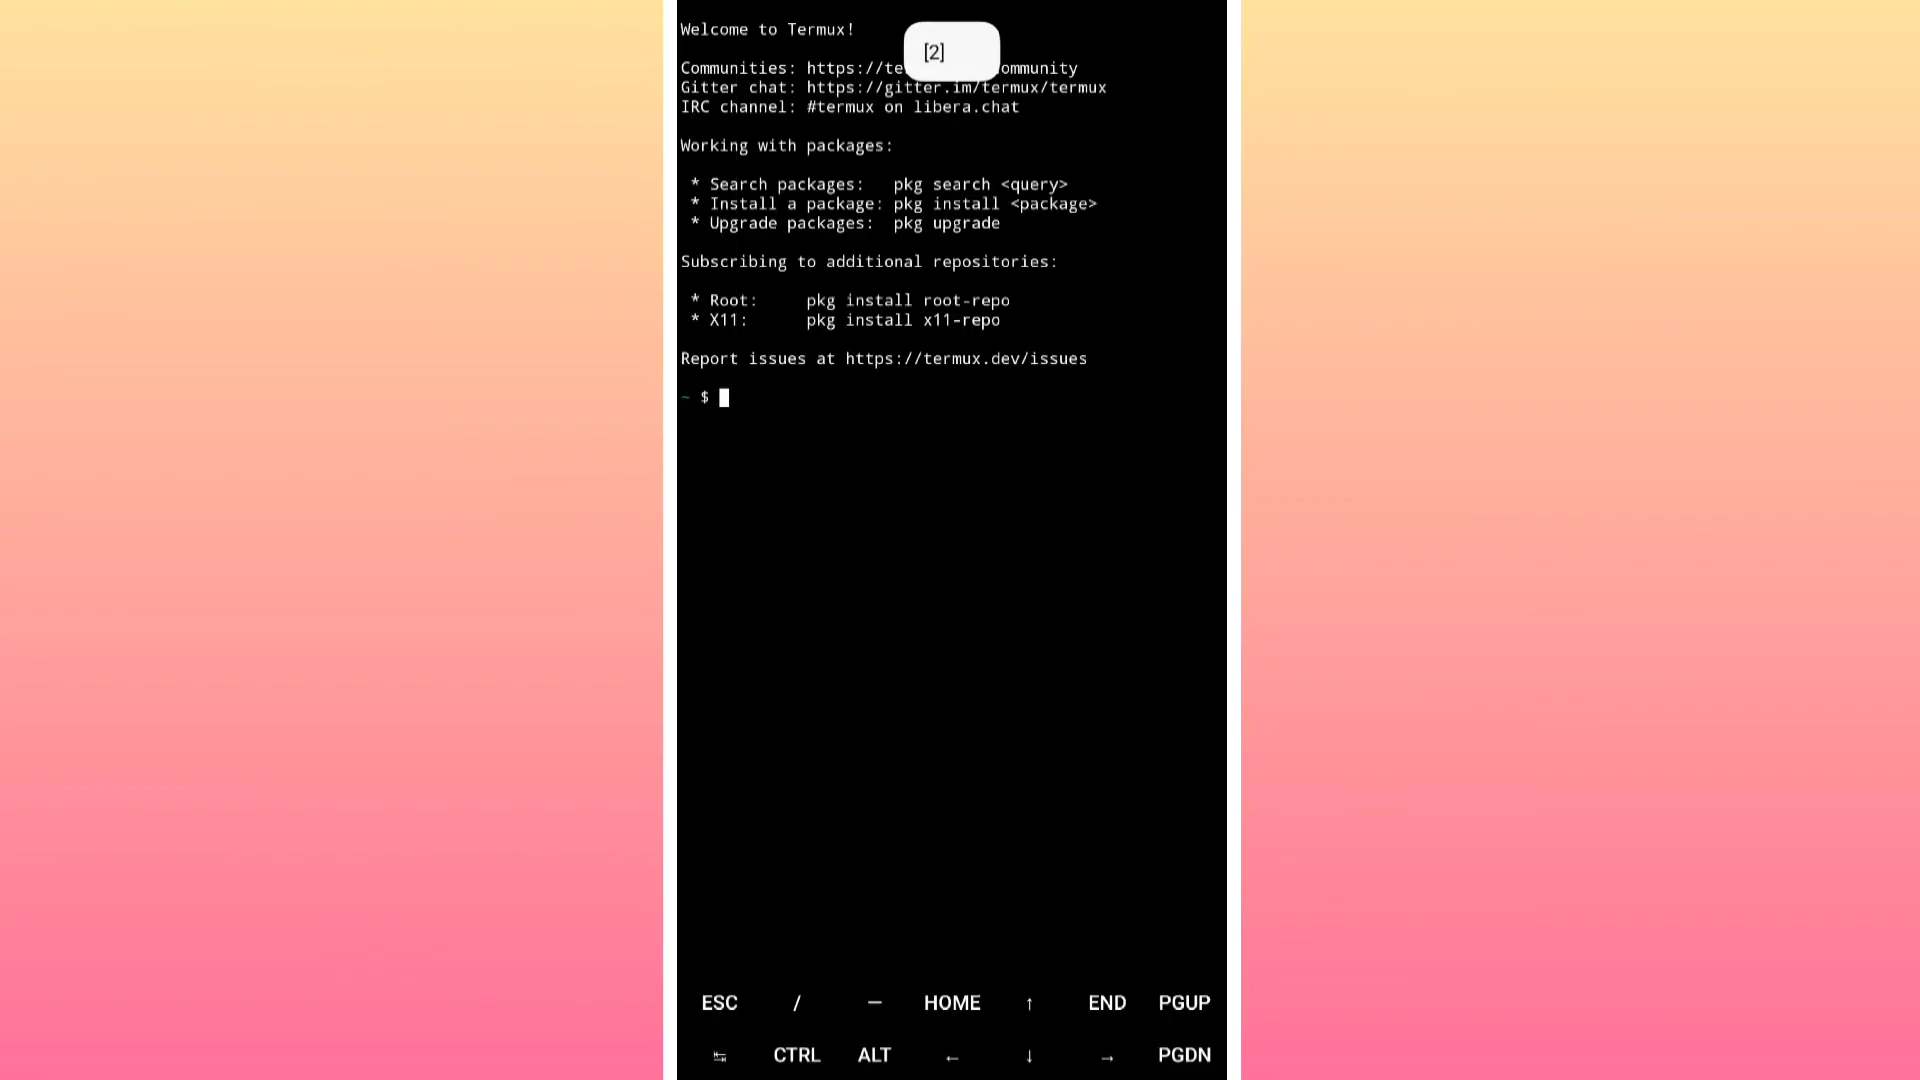 Welcome to Termux!
[2]
Communities: https://te ommunity
Gitter chat: https://gitter.im/termux/termux
IRC channel: #termux on libera.chat
Working with packages:
* Search packages: pkg search <query>
* Install a package: pkg install <package>
* Upgrade packages: pkg upgrade
Subscribing to additional repositories:
* Root: pkg install root-repo
* X11: pkg install x11-repo
Report issues at https://termux.dev/issues
~ $
ESC / — HOME ↑ END PGUP
↹ CTRL ALT ← ↓ → PGDN